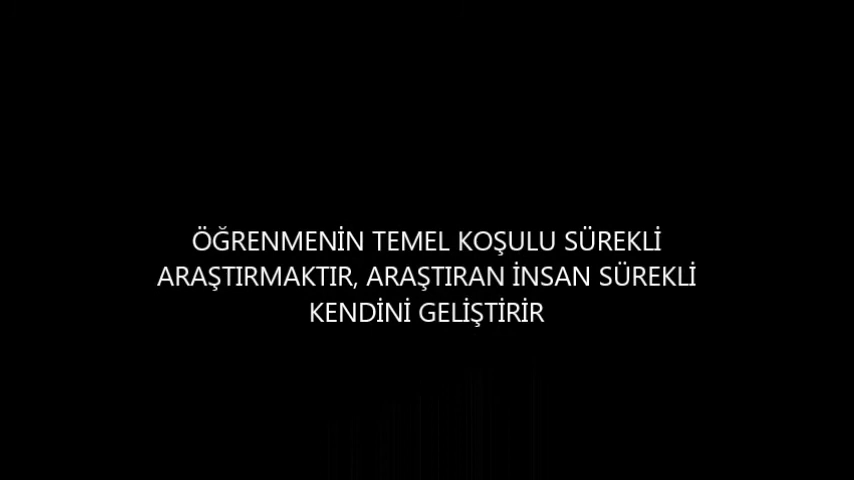 ÖĞRENMENİN TEMEL KOŞULU SÜREKLİ
ARAŞTIRMAKTIR, ARAŞTIRAN İNSAN SÜREKLİ
KENDİNİ GELİŞTİRİR